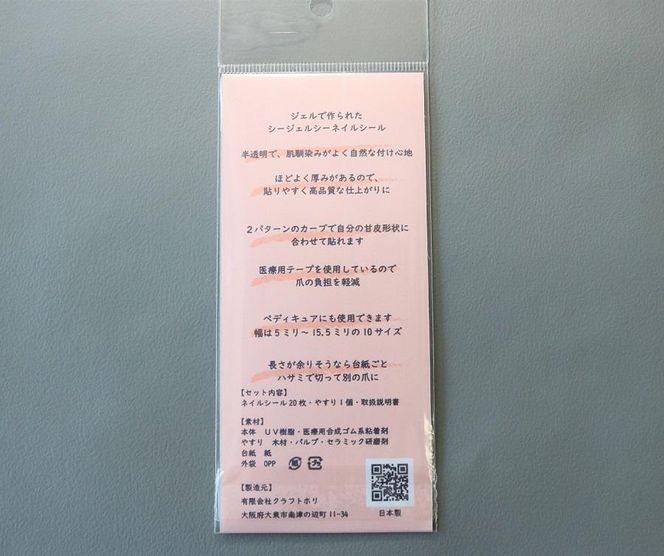 ジェルで作られた
シージェルシーネイルシール
半透明で、肌馴染みがよく自然な付け心地
ほどよく厚みがあるので、
貼りやすく高品質な仕上がりに
2パターンのカーブで自分の甘皮形状に
合わせて貼れます
医療用テープを使用しているので
爪の負担を軽減
ペディキュアにも使用できます
幅は5ミリ～15.5ミリの10サイズ
長さが余りそうなら台紙ごと
ハサミで切って別の爪に
【セット内容】
ネイルシール20枚・やすり1個・取扱説明書
【素材】
本体 UV樹脂・医療用合成ゴム系粘着剤
やすり 木材・パルプ・セラミック研磨剤
台紙 紙
外袋 OPP
【製造元】
有限会社クラフトホリ
大阪府大東市南津の辺町11-34
日本製